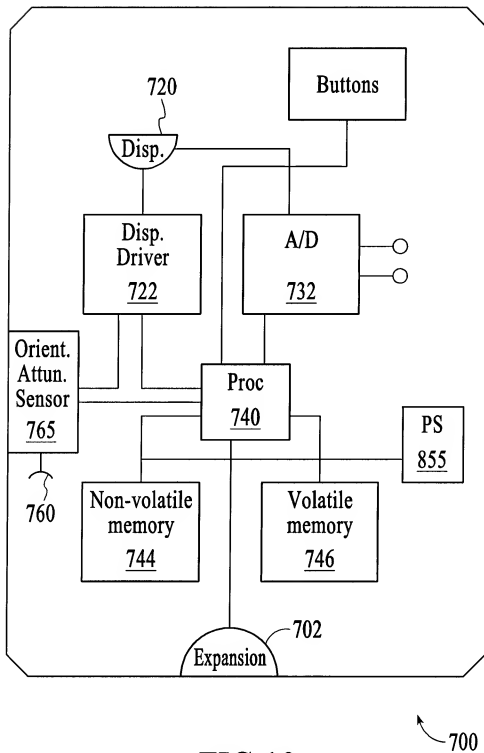 720
Buttons
Disp.
Disp.
Driver
722
A/D
732
Orient.
Attun.
Sensor
765
Proc
740
PS
855
760
Non-volatile
memory
744
Volatile
memory
746
702
Expansion
700